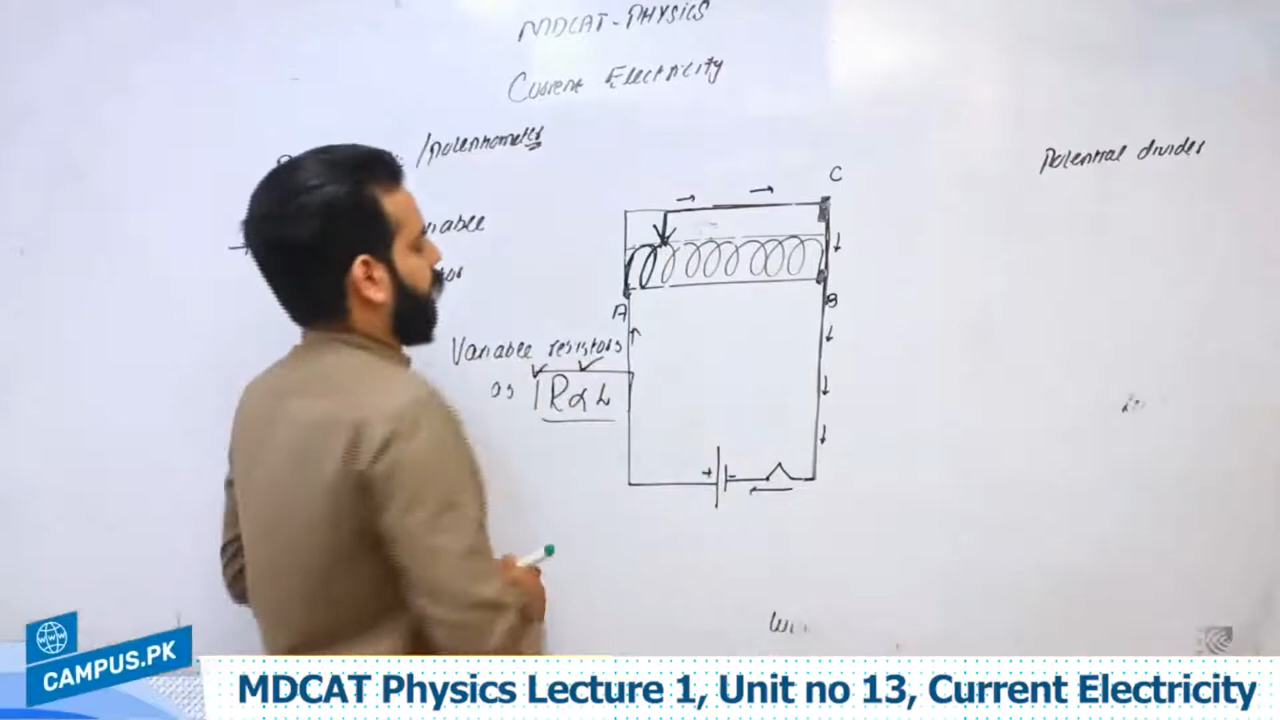 MDCAT-PHYSICS
Current Electricity
/potentiometer
Potential divider
C
A
B
Variable resistors
as
R α L
+
-
WWW
CAMPUS.PK
MDCAT Physics Lecture 1, Unit no 13, Current Electricity